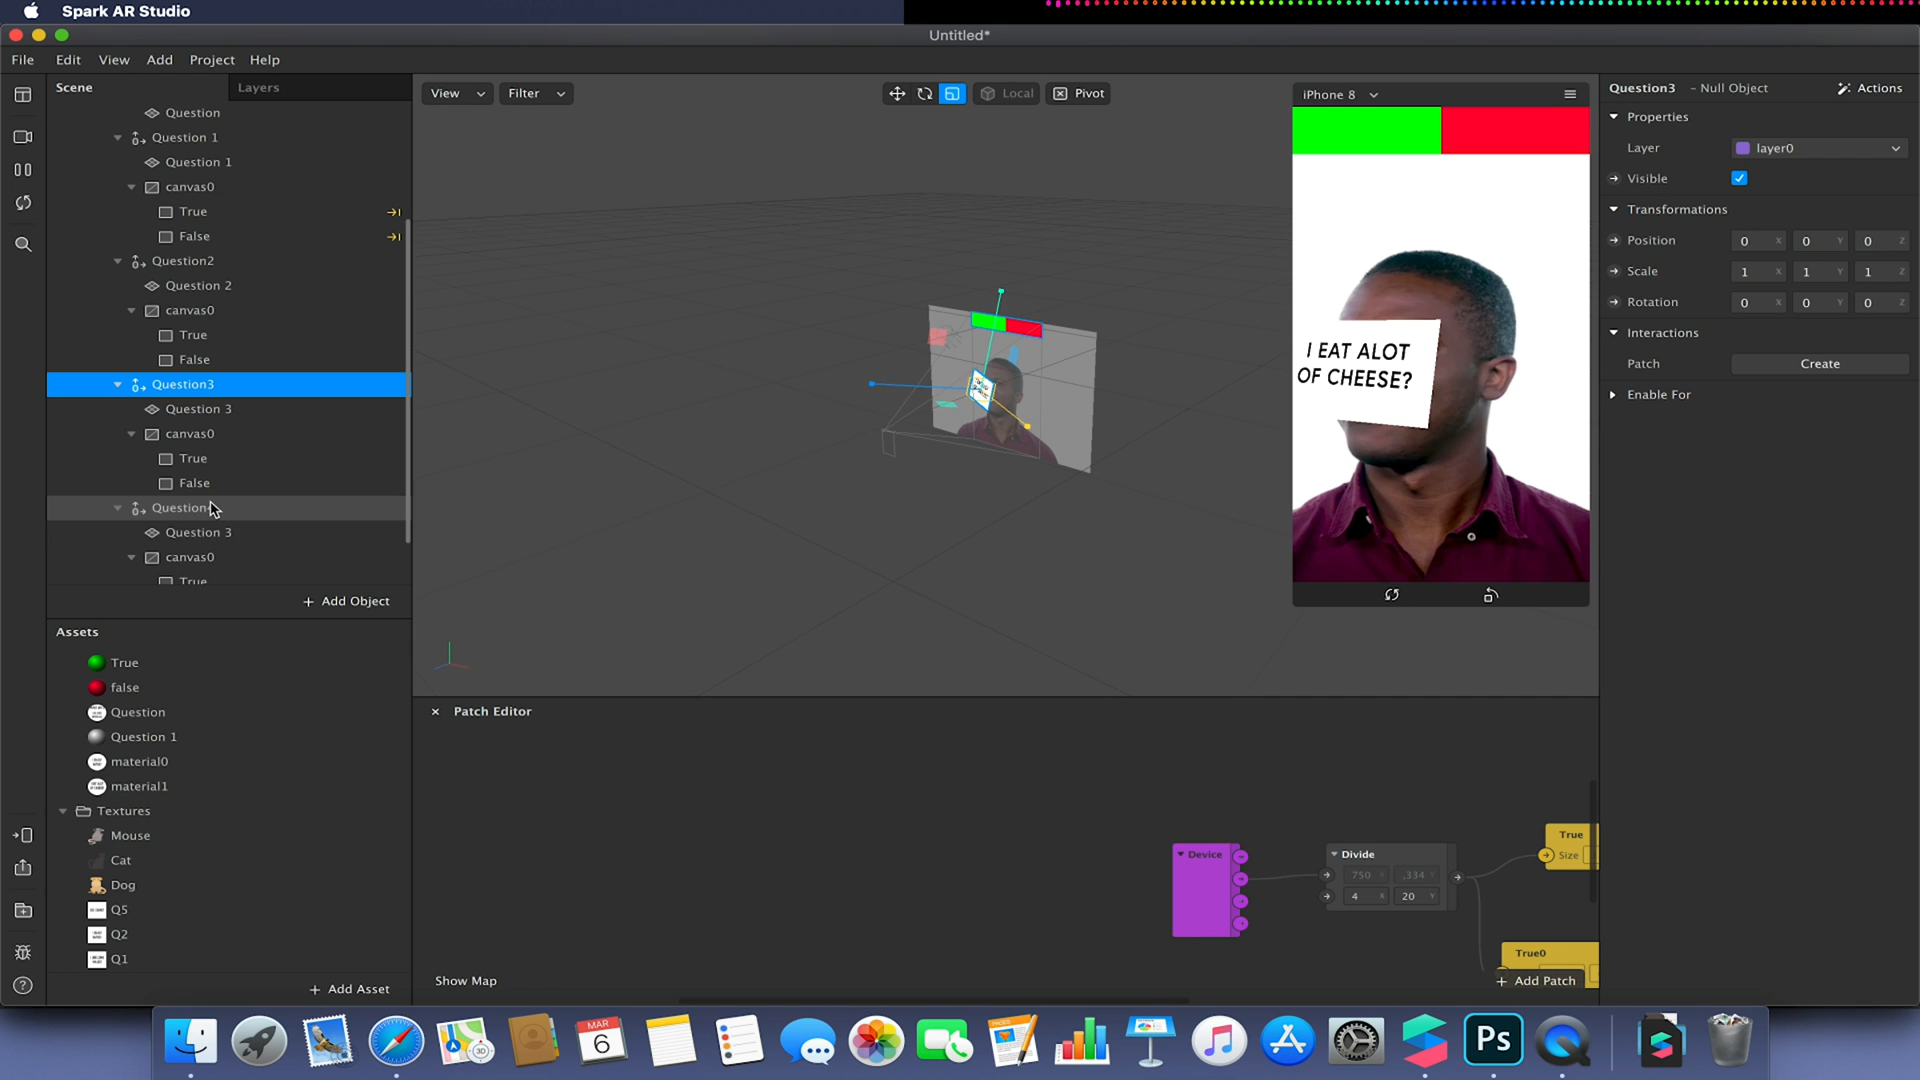 Spark AR Studio
Untitled*
File Edit View Add Project Help
Scene Layers
Question
Question 1
Question 1
canvas0
True
False
Question2
Question 2
canvas0
True
False
Question3
Question 3
canvas0
True
False
Question
Question 3
canvas0
True
+ Add Object
Assets
True
false
Question
Question 1
material0
material1
Textures
Mouse
Cat
Dog
Q5
Q2
Q1
+ Add Asset
View Filter Local Pivot
iPhone 8
I EAT ALOT
OF CHEESE?
Patch Editor
Device
Divide
750 X .334 Y
4 X 20 Y
True
Size
True0
Show Map
+ Add Patch
Question3 - Null Object Actions
Properties
Layer layer0
Visible
Transformations
Position 0 X 0 Y 0 Z
Scale 1 X 1 Y 1 Z
Rotation 0 X 0 Y 0 Z
Interactions
Patch Create
Enable For
MAR
6
3D
PAGES
Ps